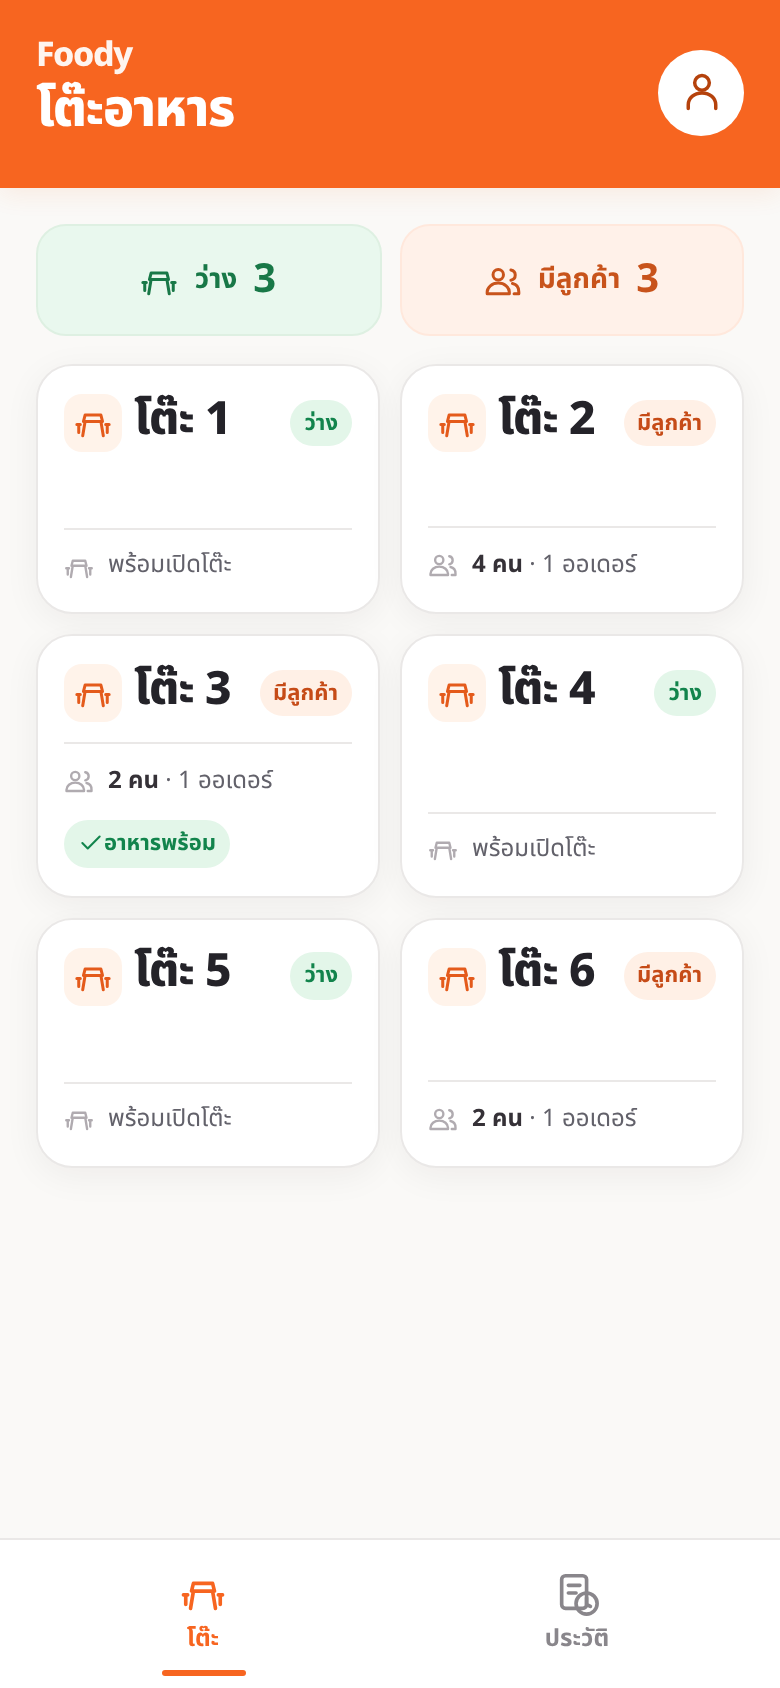 Foody
โต๊ะอาหาร
ว่าง 3
มีลูกค้า 3
โต๊ะ 1 ว่าง
พร้อมเปิดโต๊ะ
โต๊ะ 2 มีลูกค้า
4 คน · 1 ออเดอร์
โต๊ะ 3 มีลูกค้า
2 คน · 1 ออเดอร์
อาหารพร้อม
โต๊ะ 4 ว่าง
พร้อมเปิดโต๊ะ
โต๊ะ 5 ว่าง
พร้อมเปิดโต๊ะ
โต๊ะ 6 มีลูกค้า
2 คน · 1 ออเดอร์
โต๊ะ
ประวัติ